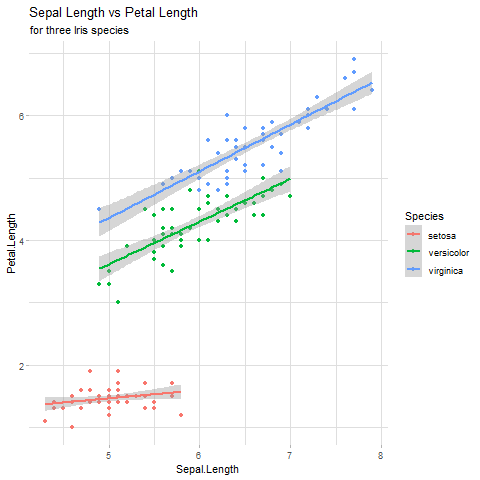 Sepal Length vs Petal Length
for three Iris species
Petal.Length
6
4
2
5
6
7
8
Sepal.Length
Species
setosa
versicolor
virginica